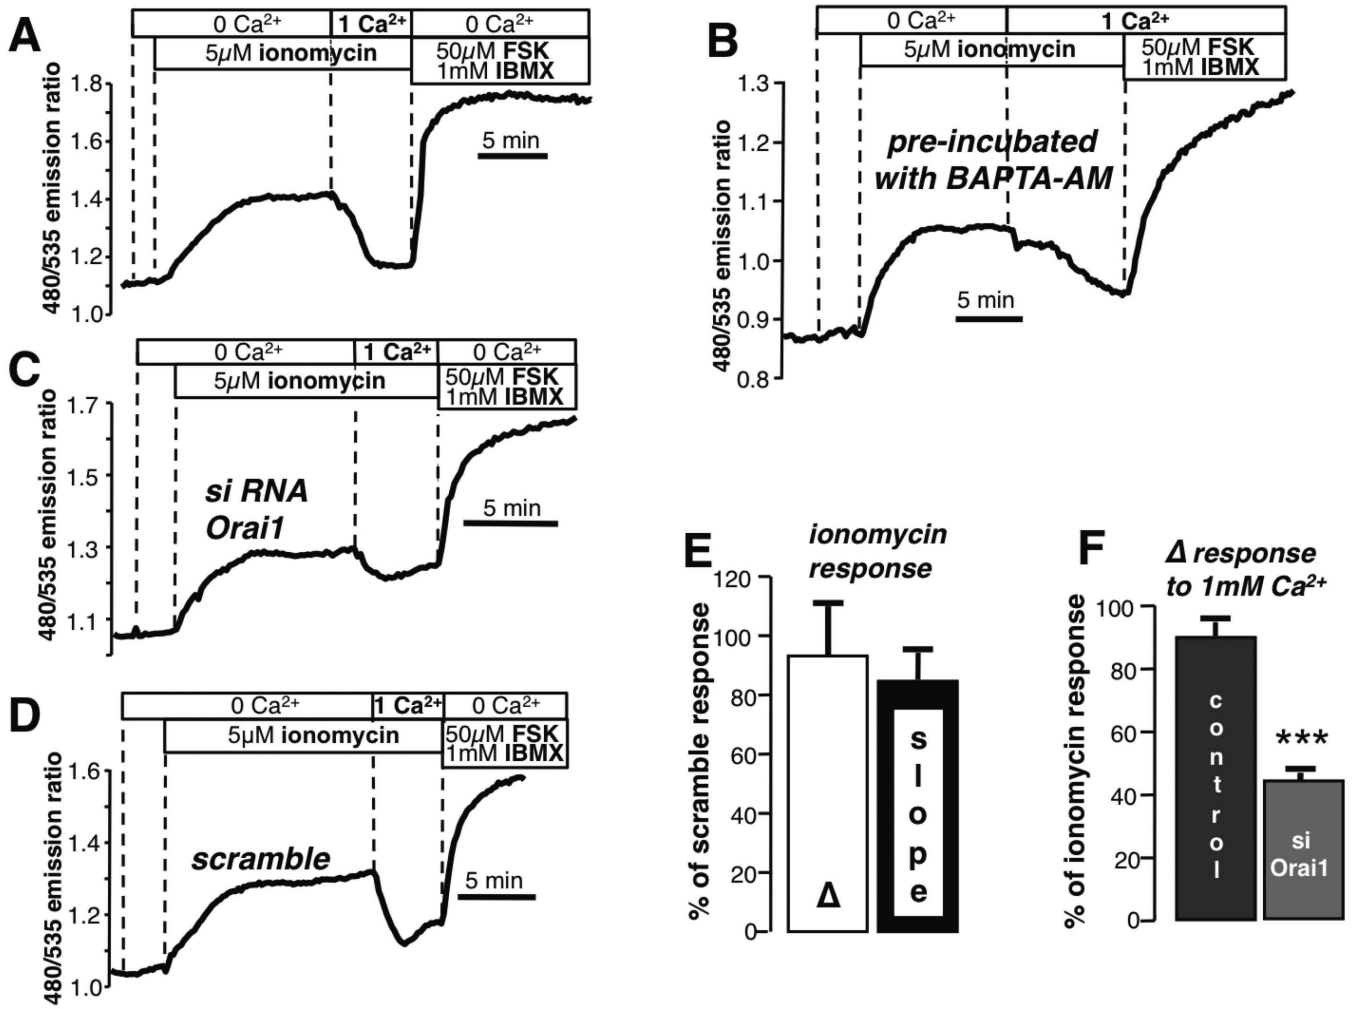 A
0 Ca²⁺
1 Ca²⁺
0 Ca²⁺
5µM ionomycin
50µM FSK
1mM IBMX
480/535 emission ratio
1.8
1.6
1.4
1.2
1.0
5 min
B
0 Ca²⁺
1 Ca²⁺
5µM ionomycin
50µM FSK
1mM IBMX
480/535 emission ratio
1.3
1.2
1.1
1.0
0.9
0.8
pre-incubated
with BAPTA-AM
5 min
C
0 Ca²⁺
1 Ca²⁺
0 Ca²⁺
5µM ionomycin
50µM FSK
1mM IBMX
480/535 emission ratio
1.7
1.5
1.3
1.1
si RNA
Orai1
5 min
D
0 Ca²⁺
1 Ca²⁺
0 Ca²⁺
5µM ionomycin
50µM FSK
1mM IBMX
480/535 emission ratio
1.6
1.4
1.2
1.0
scramble
5 min
E
ionomycin
response
% of scramble response
120
100
80
60
40
20
0
Δ
slope
F
Δ response
to 1mM Ca²⁺
% of ionomycin response
100
80
60
40
20
0
control
***
si
Orai1